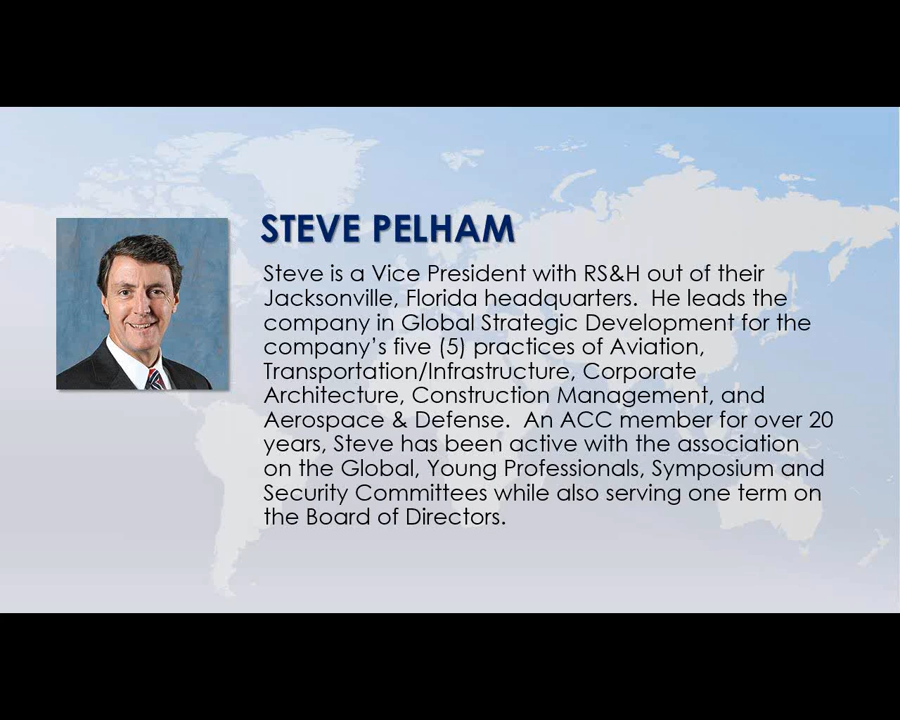 STEVE PELHAM
Steve is a Vice President with RS&H out of their
Jacksonville, Florida headquarters.  He leads the
company in Global Strategic Development for the
company’s five (5) practices of Aviation,
Transportation/Infrastructure, Corporate
Architecture, Construction Management, and
Aerospace & Defense.  An ACC member for over 20
years, Steve has been active with the association
on the Global, Young Professionals, Symposium and
Security Committees while also serving one term on
the Board of Directors.